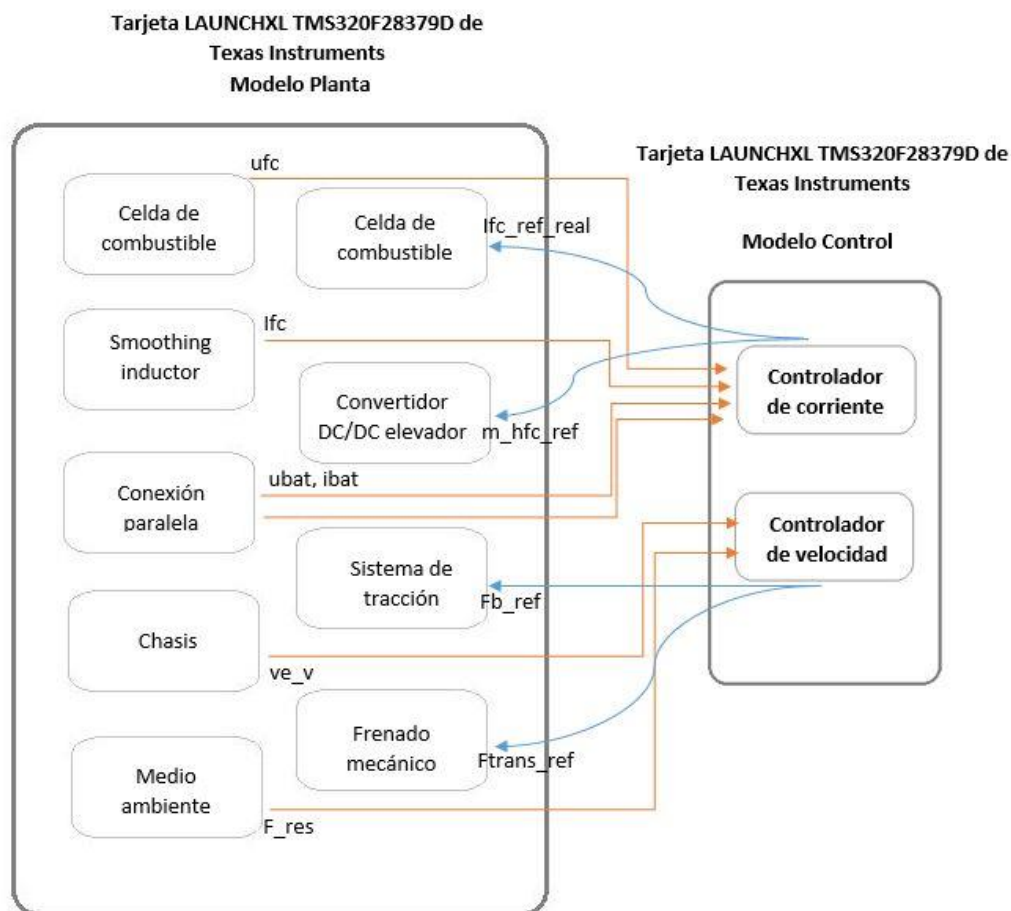 Tarjeta LAUNCHXL TMS320F28379D de
Texas Instruments
Modelo Planta
Tarjeta LAUNCHXL TMS320F28379D de
Texas Instruments
Modelo Control
ufc
Celda de
combustible
Celda de
combustible
Ifc_ref_real
Ifc
Smoothing
inductor
Convertidor
DC/DC elevador
m_hfc_ref
Controlador
de corriente
ubat, ibat
Conexión
paralela
Controlador
de velocidad
Sistema de
tracción
Fb_ref
Chasis
ve_v
Frenado
mecánico
Ftrans_ref
Medio
ambiente
F_res